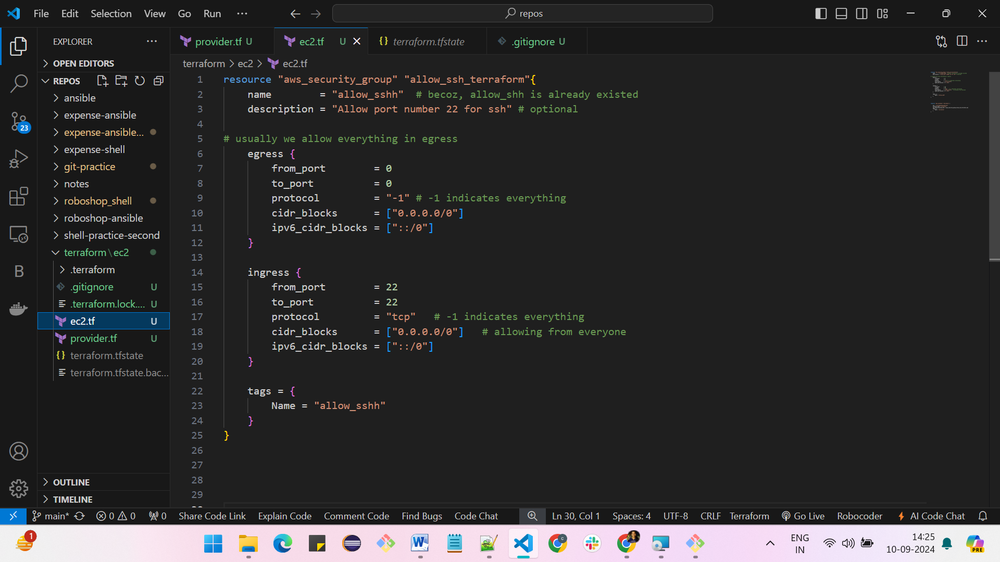 File Edit Selection View Go Run ···
repos
EXPLORER ···
OPEN EDITORS
REPOS
ansible
expense-ansible
expense-ansible...
expense-shell
git-practice
notes
roboshop_shell
roboshop-ansible
shell-practice-second
terraform\ec2
.terraform
.gitignore U
.terraform.lock.... U
ec2.tf U
provider.tf U
{} terraform.tfstate
terraform.tfstate.bac...
OUTLINE
TIMELINE
23
B
provider.tf U
ec2.tf U
{} terraform.tfstate
.gitignore U
terraform > ec2 > ec2.tf
1 resource "aws_security_group" "allow_ssh_terraform"{
2 name = "allow_sshh" # becoz, allow_shh is already existed
3 description = "Allow port number 22 for ssh" # optional
4
5 # usually we allow everything in egress
6 egress {
7 from_port = 0
8 to_port = 0
9 protocol = "-1" # -1 indicates everything
10 cidr_blocks = ["0.0.0.0/0"]
11 ipv6_cidr_blocks = ["::/0"]
12 }
13
14 ingress {
15 from_port = 22
16 to_port = 22
17 protocol = "tcp" # -1 indicates everything
18 cidr_blocks = ["0.0.0.0/0"] # allowing from everyone
19 ipv6_cidr_blocks = ["::/0"]
20 }
21
22 tags = {
23 Name = "allow_sshh"
24 }
25 }
26
27
28
29
main* 0 0 0 Share Code Link Explain Code Comment Code Find Bugs Code Chat Ln 30, Col 1 Spaces: 4 UTF-8 CRLF Terraform Go Live Robocoder AI Code Chat
1
ENG
IN
14:25
10-09-2024
PRE